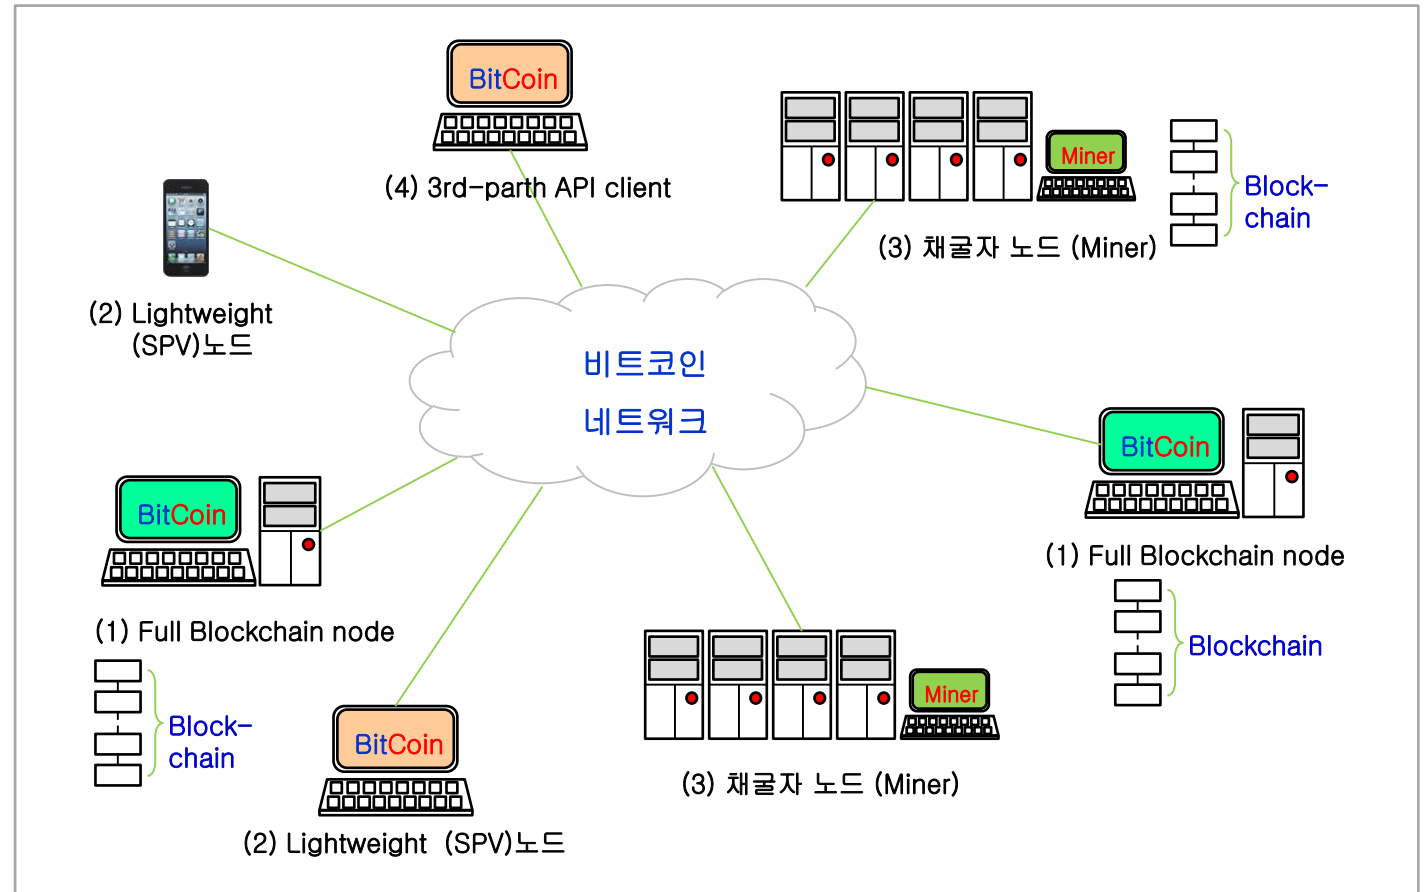 BitCoin
(4) 3rd-parth API client
Miner
Block-
chain
(3) 채굴자 노드 (Miner)
(2) Lightweight
(SPV)노드
비트코인
네트워크
BitCoin
(1) Full Blockchain node
Blockchain
BitCoin
(1) Full Blockchain node
Block-
chain
BitCoin
(2) Lightweight (SPV)노드
Miner
(3) 채굴자 노드 (Miner)